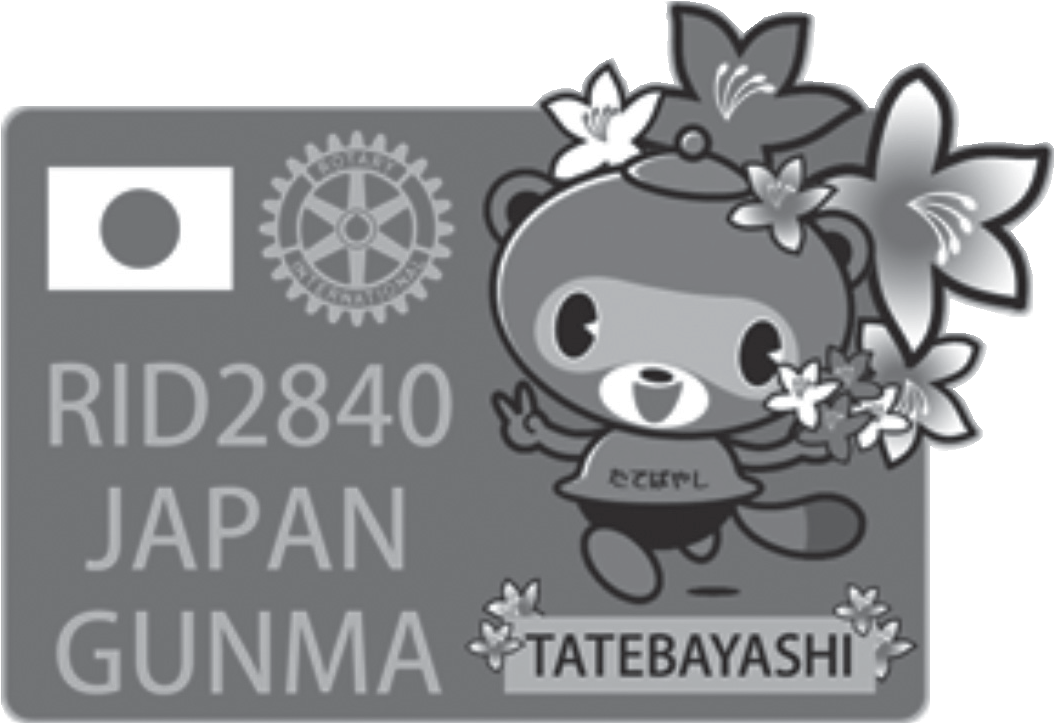 ROTARY
INTERNATIONAL
RID2840
JAPAN
GUNMA
たてばやし
TATEBAYASHI